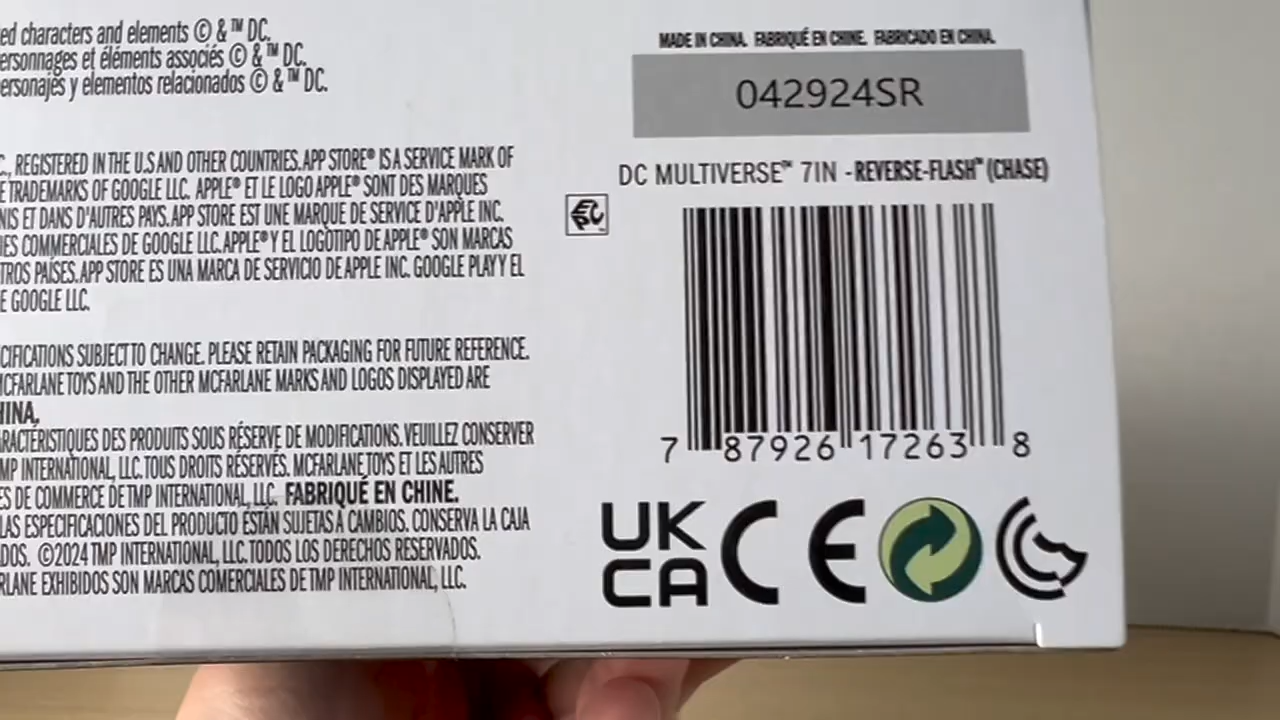 ed characters and elements © & ™ DC.
ersonnages et éléments associés © & ™ DC.
ersonajes y elementos relacionados © & ™ DC.
C., REGISTERED IN THE U.S AND OTHER COUNTRIES. APP STORE® IS A SERVICE MARK OF
E TRADEMARKS OF GOOGLE LLC. APPLE® ET LE LOGO APPLE® SONT DES MARQUES
NIS ET DANS D'AUTRES PAYS. APP STORE EST UNE MARQUE DE SERVICE D'APPLE INC.
ES COMMERCIALES DE GOOGLE LLC. APPLE® Y EL LOGOTIPO DE APPLE® SON MARCAS
TROS PAÍSES. APP STORE ES UNA MARCA DE SERVICIO DE APPLE INC. GOOGLE PLAY Y EL
E GOOGLE LLC.
CIFICATIONS SUBJECT TO CHANGE. PLEASE RETAIN PACKAGING FOR FUTURE REFERENCE.
MCFARLANE TOYS AND THE OTHER MCFARLANE MARKS AND LOGOS DISPLAYED ARE
HINA,
RACTÉRISTIQUES DES PRODUITS SOUS RÉSERVE DE MODIFICATIONS. VEUILLEZ CONSERVER
MP INTERNATIONAL, LLC. TOUS DROITS RÉSERVÉS. MCFARLANE TOYS ET LES AUTRES
ES DE COMMERCE DE TMP INTERNATIONAL, LLC. FABRIQUÉ EN CHINE.
LAS ESPECIFICACIONES DEL PRODUCTO ESTÁN SUJETAS A CAMBIOS. CONSERVA LA CAJA
DOS. ©2024 TMP INTERNATIONAL, LLC. TODOS LOS DERECHOS RESERVADOS.
RLANE EXHIBIDOS SON MARCAS COMERCIALES DE TMP INTERNATIONAL, LLC.
MADE IN CHINA. FABRIQUÉ EN CHINE. FABRICADO EN CHINA.
042924SR
DC MULTIVERSE™ 7IN - REVERSE-FLASH™ (CHASE)
7 87926 17263 8
UK
CA
CE